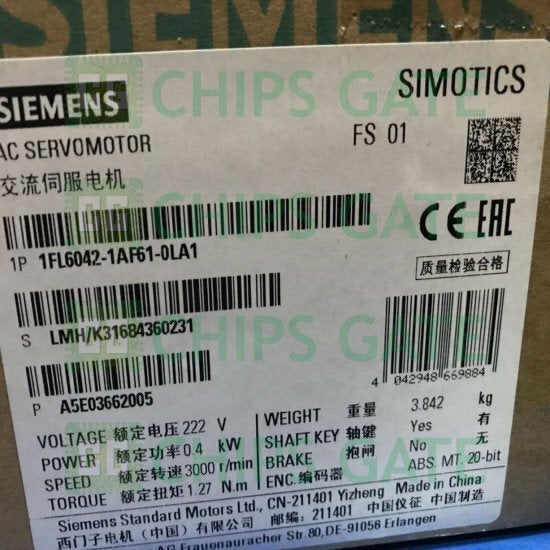 SIEMENS
CHIPS GATE
SIEMENS
SIMOTICS
AC SERVOMOTOR
FS 01
交流伺服电机
CHIPS GATE
1P 1FL6042-1AF61-0LA1
CE EAC
质量检验合格
S LMH/K31684360231
CHIPS GATE
P A5E03662005
4 042948 669884
VOLTAGE 额定电压 222 V
POWER 额定功率 0.4 kW
SPEED 额定转速 3000 r/min
TORQUE 额定扭矩 1.27 N.m
WEIGHT 重量 3.842 kg
SHAFT KEY 轴键 Yes 有
BRAKE 抱闸 No 无
ENC. 编码器 ABS. MT. 20-bit
Siemens Standard Motors Ltd., CN-211401 Yizheng Made in China
西门子电机（中国）有限公司 邮编：211401 中国仪征 中国制造
AG Frauenauracher Str.80, DE-91056 Erlangen